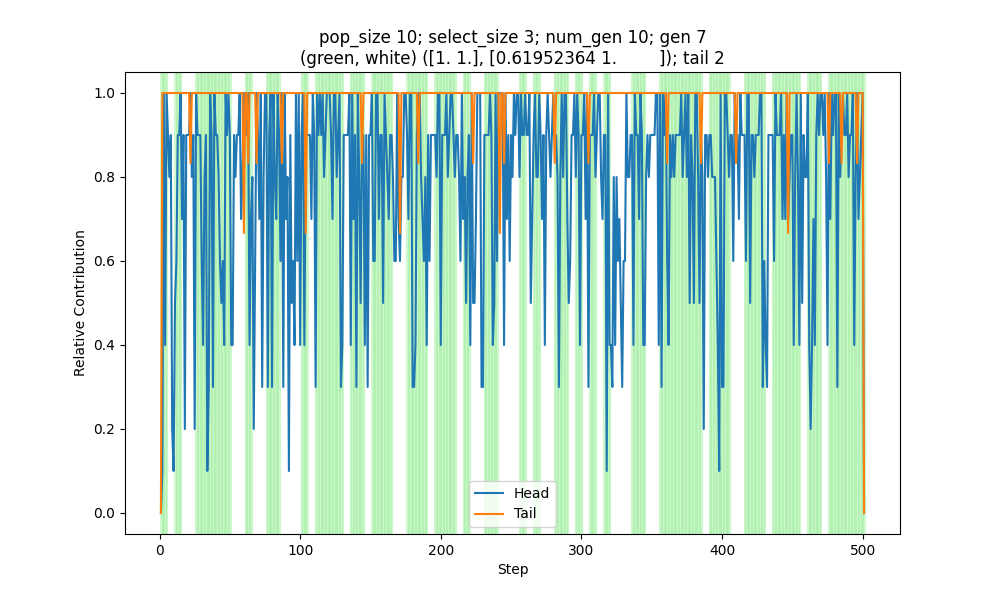 pop_size 10; select_size 3; num_gen 10; gen 7
(green, white) ([1. 1.], [0.61952364 1.        ]); tail 2
1.0
0.8
0.6
0.4
0.2
0.0
Relative Contribution
Head
Tail
0
100
200
300
400
500
Step